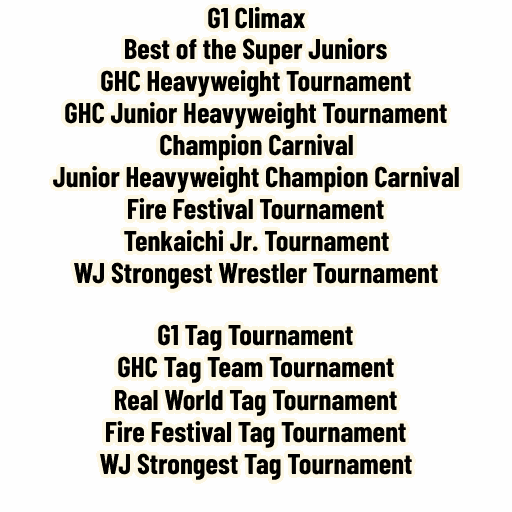 G1 Climax
Best of the Super Juniors
GHC Heavyweight Tournament
GHC Junior Heavyweight Tournament
Champion Carnival
Junior Heavyweight Champion Carnival
Fire Festival Tournament
Tenkaichi Jr. Tournament
WJ Strongest Wrestler Tournament
G1 Tag Tournament
GHC Tag Team Tournament
Real World Tag Tournament
Fire Festival Tag Tournament
WJ Strongest Tag Tournament